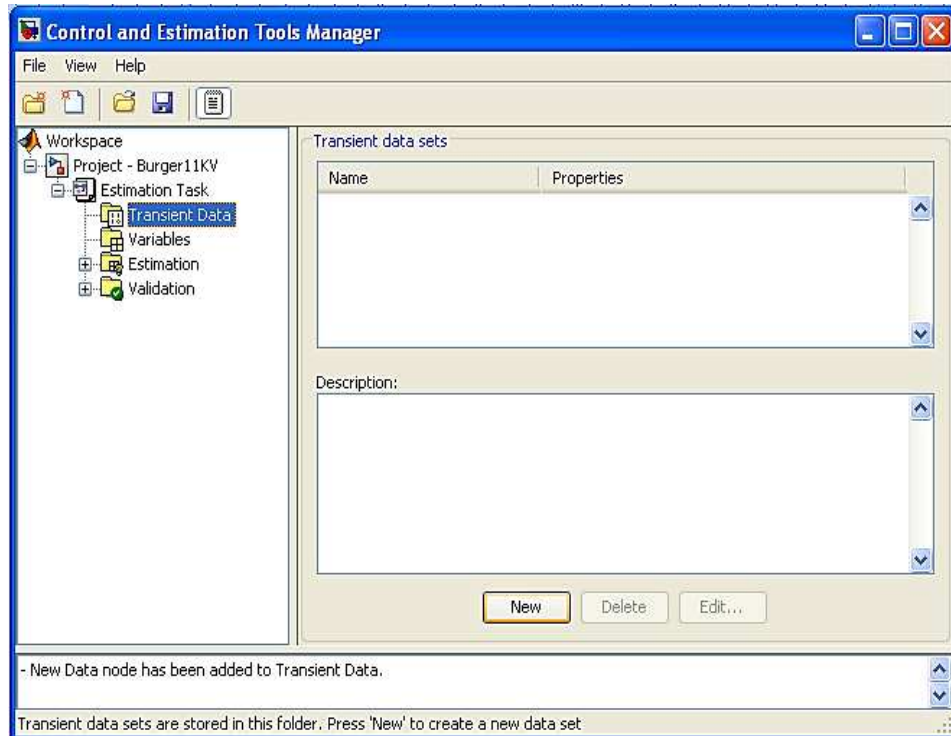 Control and Estimation Tools Manager
File View Help
Workspace
Project - Burger11KV
Estimation Task
Transient Data
Variables
Estimation
Validation
Transient data sets
Name Properties
Description:
New Delete Edit...
- New Data node has been added to Transient Data.
Transient data sets are stored in this folder. Press 'New' to create a new data set